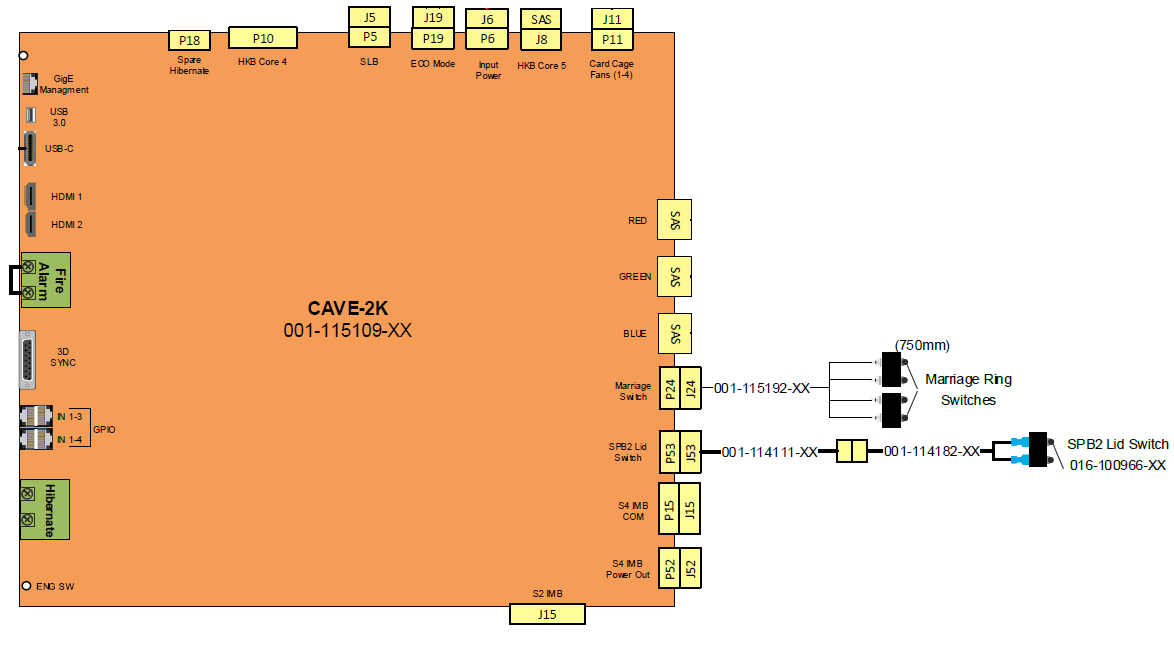 J5
J19
J6
SAS
J11
P18
P10
P5
P19
P6
J8
P11
Spare
Hibernate
HKB Core 4
SLB
ECO Mode
Input
Power
HKB Core 5
Card Cage
Fans (1-4)
GigE
Managment
USB
3.0
USB-C
HDMI 1
HDMI 2
Fire
Alarm
3D
SYNC
IN 1-3
IN 1-4
GPIO
Hibernate
ENG SW
CAVE-2K
001-115109-XX
RED
SAS
GREEN
SAS
BLUE
SAS
Marriage
Switch
P24
J24
001-115192-XX
(750mm)
Marriage Ring
Switches
SPB2 Lid
Switch
P53
J53
001-114111-XX
001-114182-XX
SPB2 Lid Switch
016-100966-XX
S4 IMB
COM
P15
J15
S4 IMB
Power Out
P52
J52
S2 IMB
J15